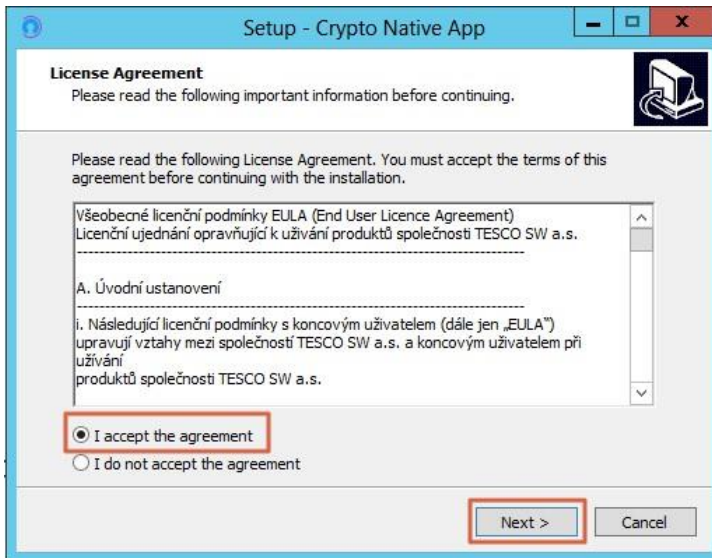 Setup - Crypto Native App
License Agreement
Please read the following important information before continuing.
Please read the following License Agreement. You must accept the terms of this
agreement before continuing with the installation.
Všeobecné licenční podmínky EULA (End User Licence Agreement)
Licenční ujednání opravňující k užívání produktů společnosti TESCO SW a.s.
--------------------------------------------------------------------------
A. Úvodní ustanovení
--------------------------------------------------------------------------
i. Následující licenční podmínky s koncovým uživatelem (dále jen „EULA“)
upravují vztahy mezi společností TESCO SW a.s. a koncovým uživatelem při
užívání
produktů společnosti TESCO SW a.s.
I accept the agreement
I do not accept the agreement
Next >
Cancel